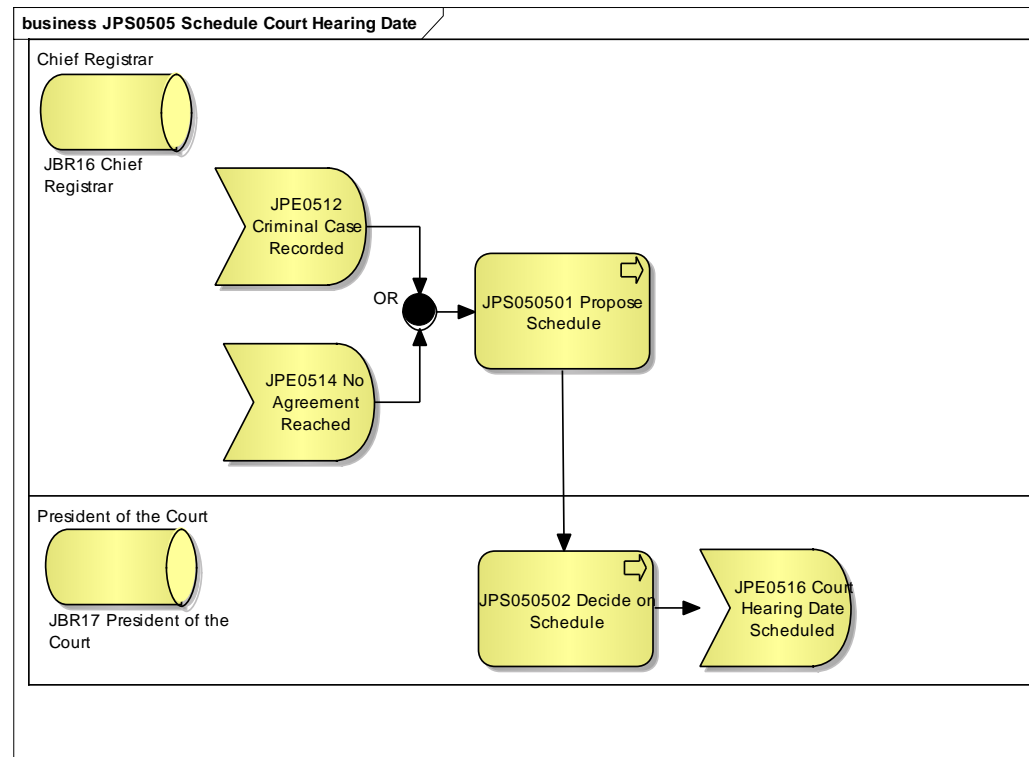 business JPS0505 Schedule Court Hearing Date
Chief Registrar
JBR16 Chief
Registrar
JPE0512
Criminal Case
Recorded
OR
JPS050501 Propose
Schedule
JPE0514 No
Agreement
Reached
President of the Court
JBR17 President of the
Court
JPS050502 Decide on
Schedule
JPE0516 Court
Hearing Date
Scheduled